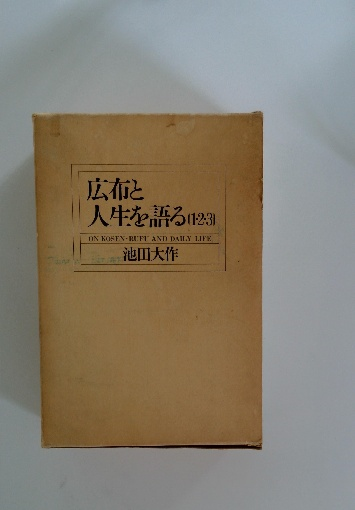 広布と
人生を語る(1・2・3)
ON KOSEN-RUFU AND DAILY LIFE
池田大作